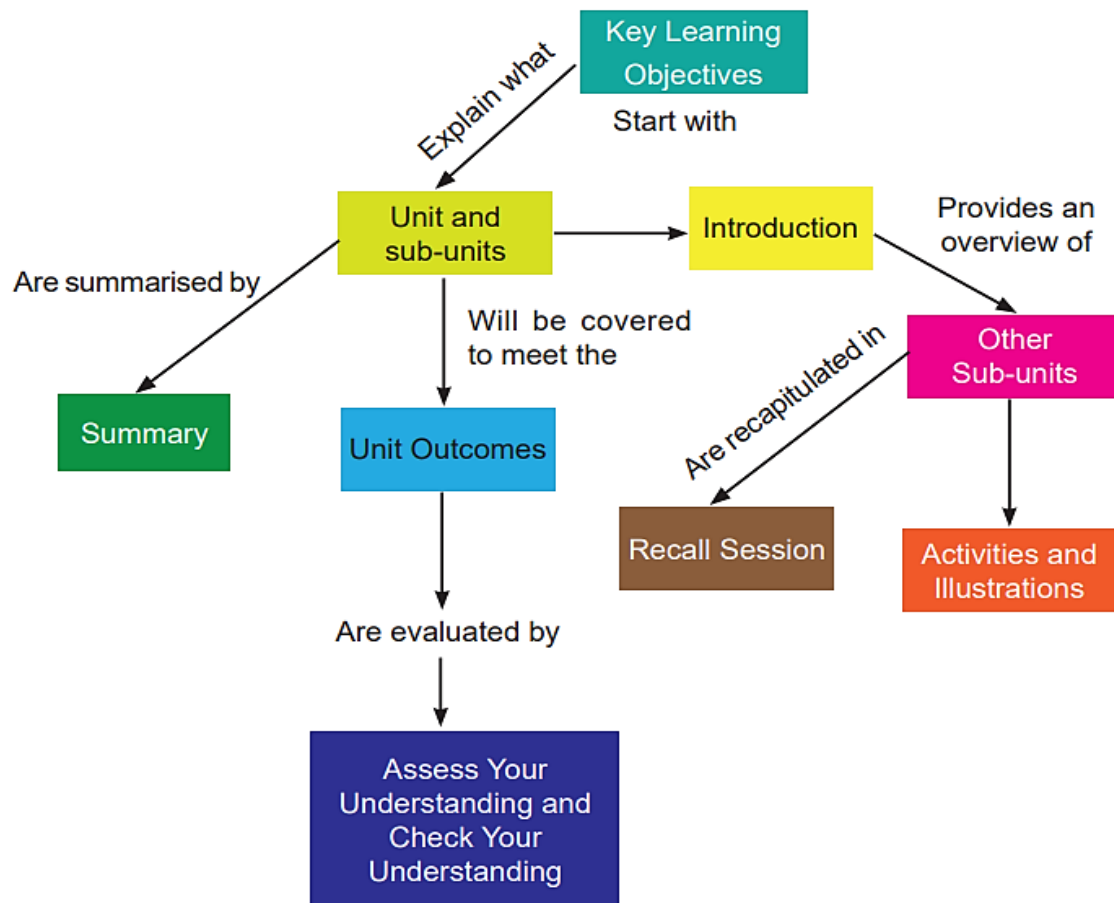 Key Learning
Objectives
Explain what
Start with
Unit and
sub-units
Introduction
Provides an
overview of
Are summarised by
Will be covered
to meet the
Other
Sub-units
Summary
Unit Outcomes
Are recapitulated in
Recall Session
Activities and
Illustrations
Are evaluated by
Assess Your
Understanding and
Check Your
Understanding